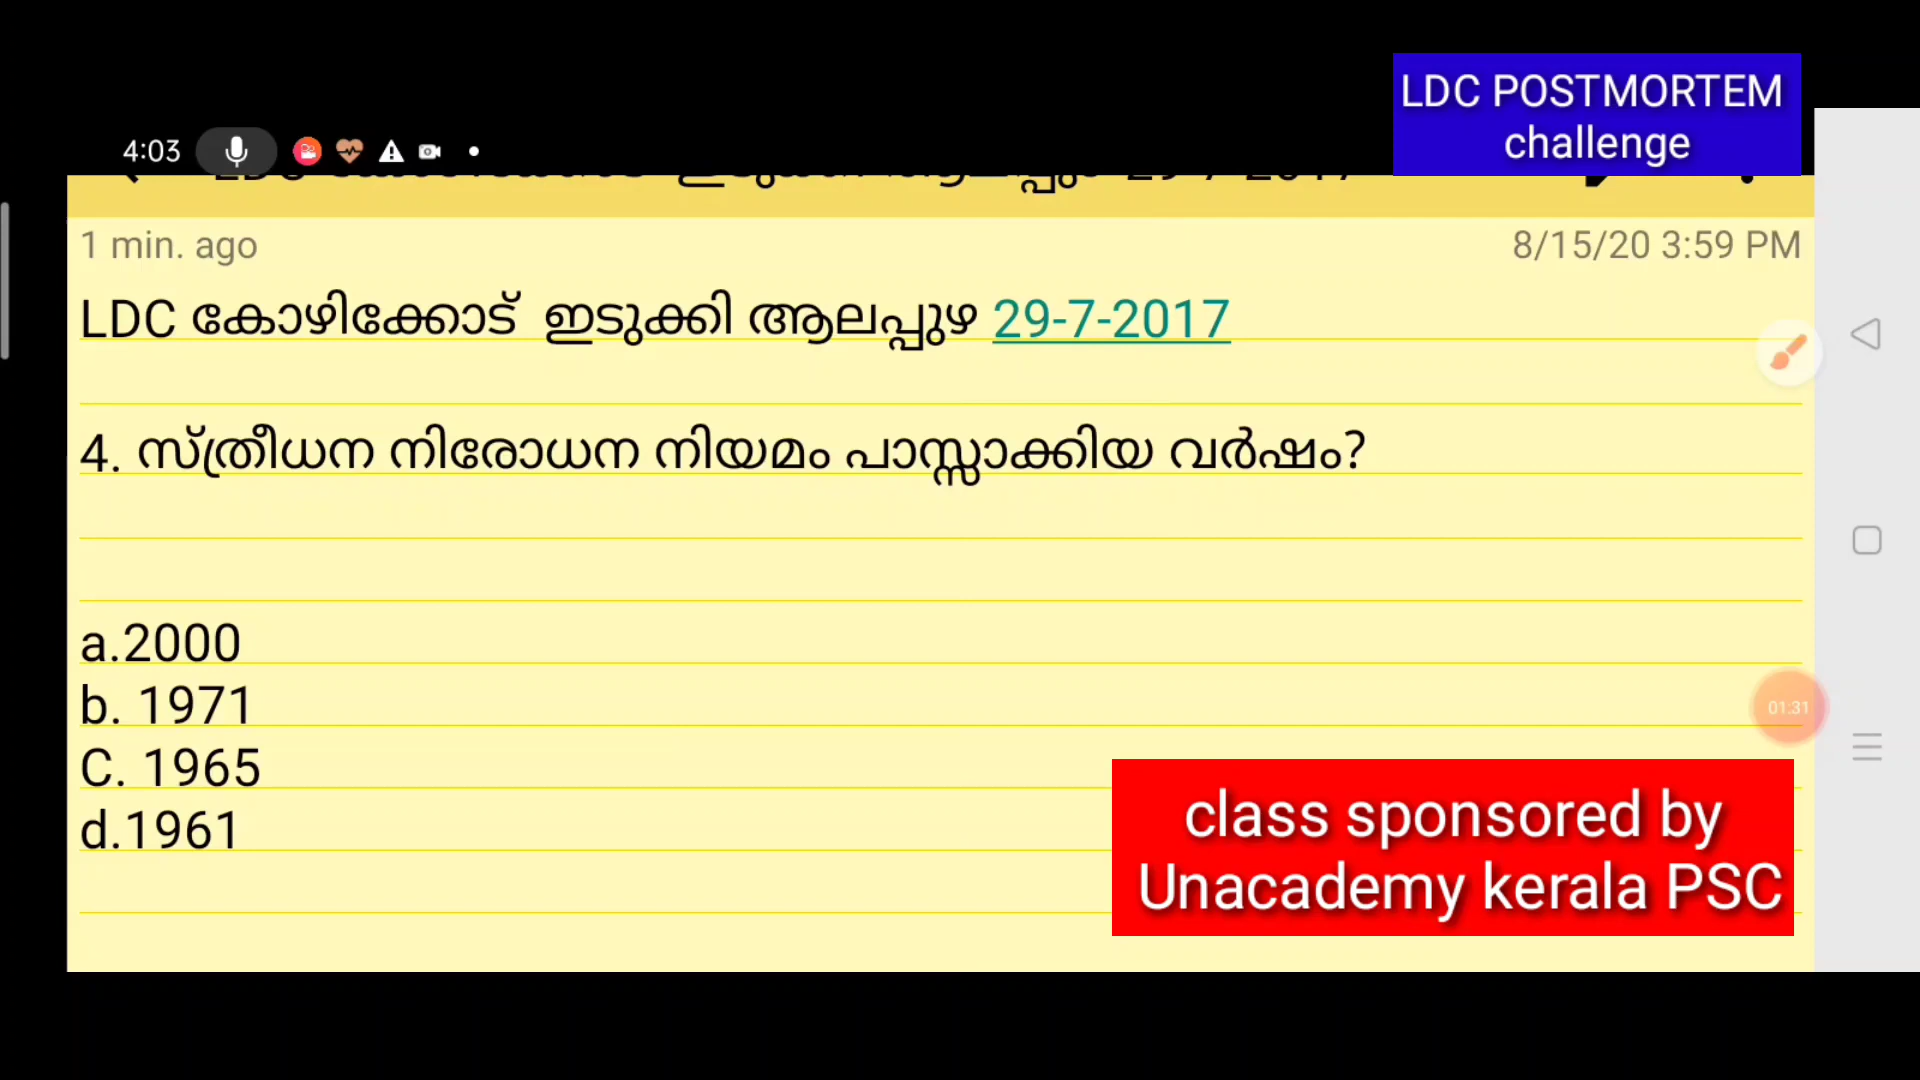 LDC POSTMORTEM
challenge
4:03
1 min. ago
8/15/20 3:59 PM
LDC കോഴിക്കോട് ഇടുക്കി ആലപ്പുഴ 29-7-2017
4. സ്ത്രീധന നിരോധന നിയമം പാസ്സാക്കിയ വർഷം?
a.2000
b. 1971
C. 1965
d.1961
01:31
class sponsored by
Unacademy kerala PSC